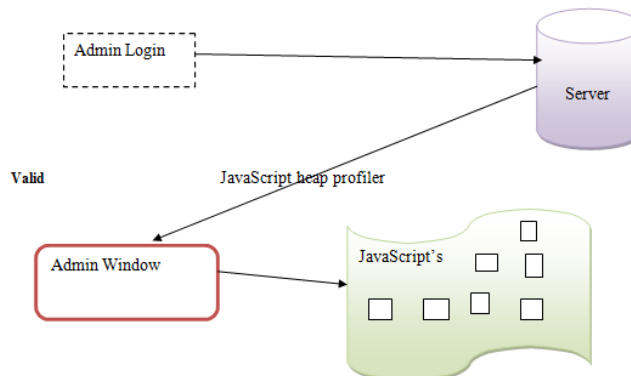 Admin Login
Server
Valid
JavaScript heap profiler
Admin Window
JavaScript's